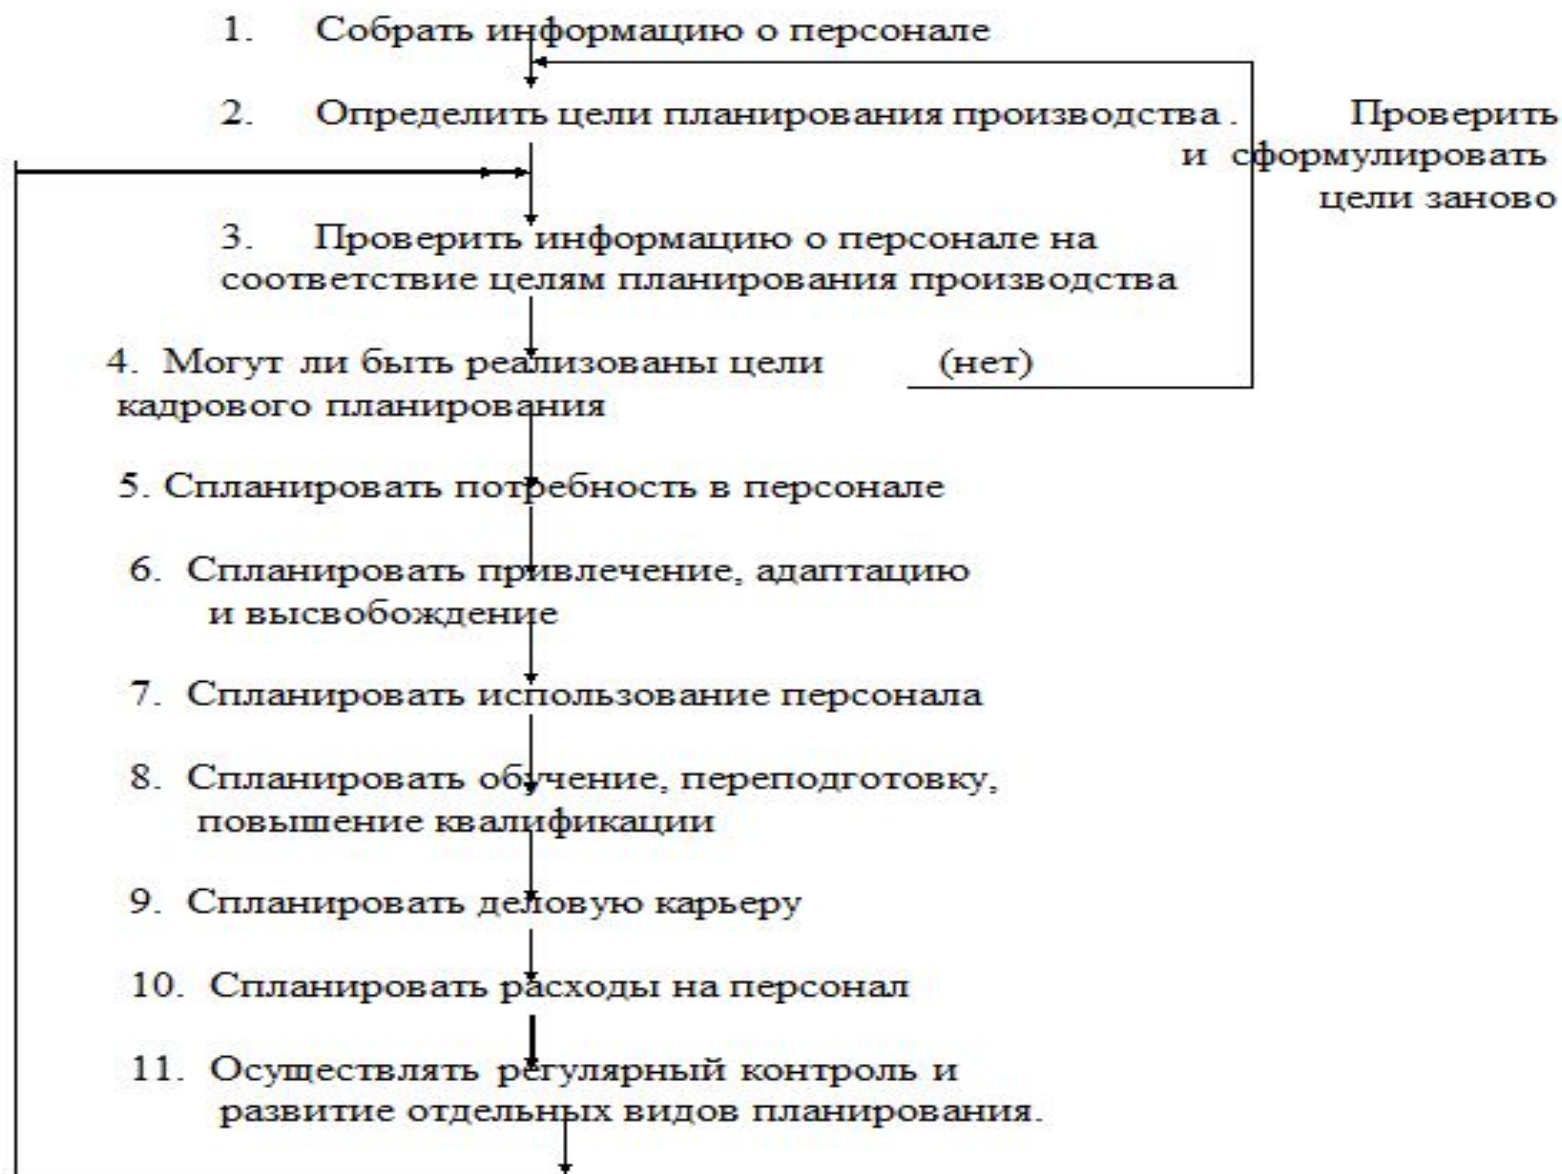 1. Собрать информацию о персонале
2. Определить цели планирования производства. Проверить
и сформулировать
цели заново
3. Проверить информацию о персонале на
соответствие целям планирования производства
4. Могут ли быть реализованы цели (нет)
кадрового планирования
5. Спланировать потребность в персонале
6. Спланировать привлечение, адаптацию
и высвобождение
7. Спланировать использование персонала
8. Спланировать обучение, переподготовку,
повышение квалификации
9. Спланировать деловую карьеру
10. Спланировать расходы на персонал
11. Осуществлять регулярный контроль и
развитие отдельных видов планирования.